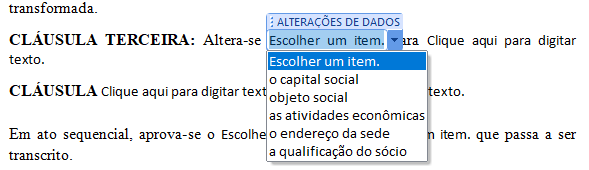 transformada.
ALTERAÇÕES DE DADOS
CLÁUSULA TERCEIRA: Altera-se Escolher um item. ara Clique aqui para digitar
texto.
Escolher um item.
o capital social
objeto social
as atividades econômicas
o endereço da sede
a qualificação do sócio
CLÁUSULA Clique aqui para digitar text texto.
Em ato sequencial, aprova-se o Escolhe item. que passa a ser
transcrito.